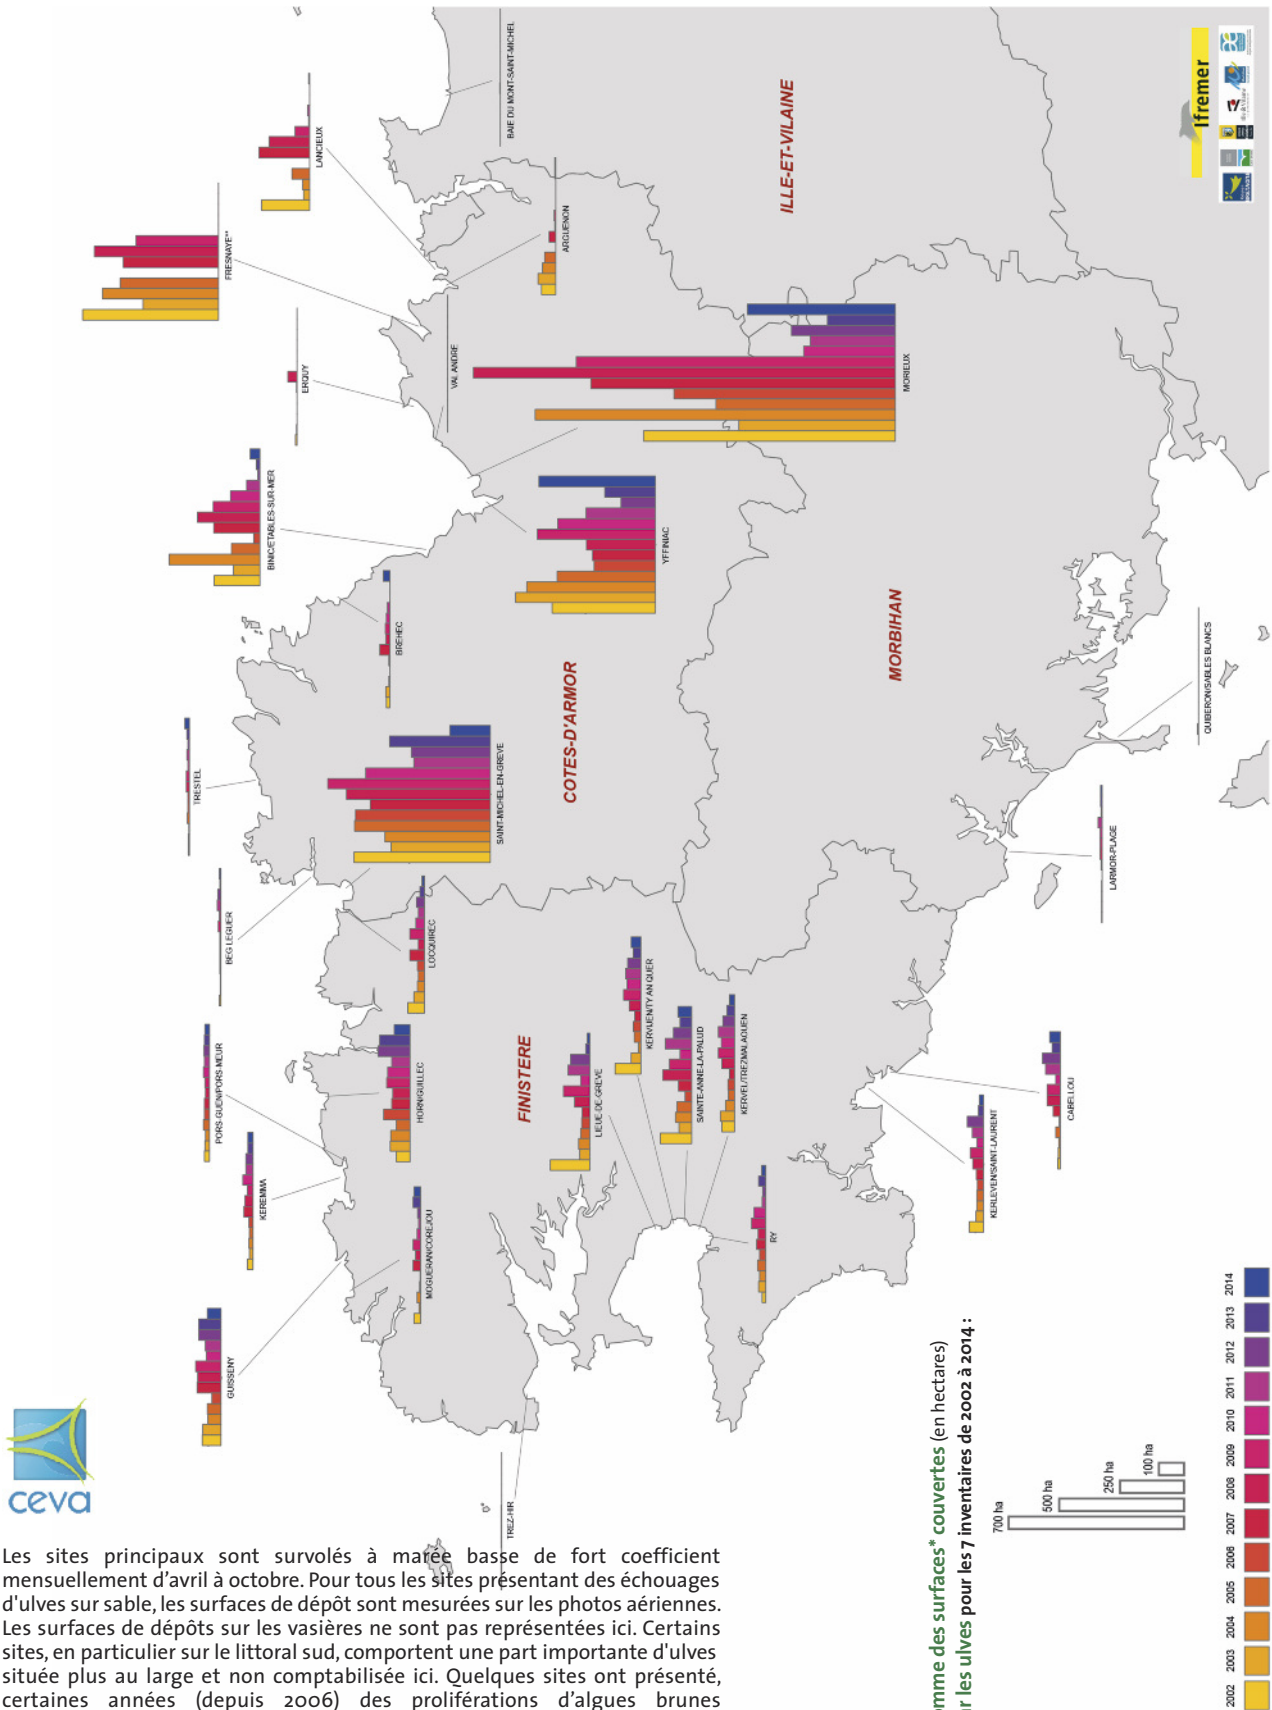 BAIE DU MONT-SAINT-MICHEL
LANCIEUX
FRESNAYE**
ARGUENON
ERQUY
VAL ANDRE
ILLE-ET-VILAINE
Ifremer
MORIEUX
BINIC/ETABLES-SUR-MER
YFFINIAC
BREHEC
COTES-D'ARMOR
MORBIHAN
TRESTEL
SAINT-MICHEL-EN-GREVE
QUIBERON/SABLES BLANCS
LARMOR-PLAGE
BEG LEGUER
LOCQUIREC
PORS-GUEN/PORS-MEUR
HORN/GUILLEC
FINISTERE
LIEUE-DE-GREVE
KERVIJEN/TY AN QUER
SAINTE-ANNE-LA-PALUD
KERVEL/TREZMALAOUEN
KEREMMA
MOGUERAN/COREJOU
RY
KERLEVEN/SAINT-LAURENT
CABELLOU
GUISSENY
TREZ-HIR
ceva
Les sites principaux sont survolés à marée basse de fort coefficient
mensuellement d’avril à octobre. Pour tous les sites présentant des échouages
d'ulves sur sable, les surfaces de dépôt sont mesurées sur les photos aériennes.
Les surfaces de dépôts sur les vasières ne sont pas représentées ici. Certains
sites, en particulier sur le littoral sud, comportent une part importante d'ulves
située plus au large et non comptabilisée ici. Quelques sites ont présenté,
certaines années (depuis 2006) des proliférations d’algues brunes
omme des surfaces* couvertes (en hectares)
r les ulves pour les 7 inventaires de 2002 à 2014 :
700 ha
500 ha
250 ha
100 ha
2002 2003 2004 2005 2006 2007 2008 2009 2010 2011 2012 2013 2014